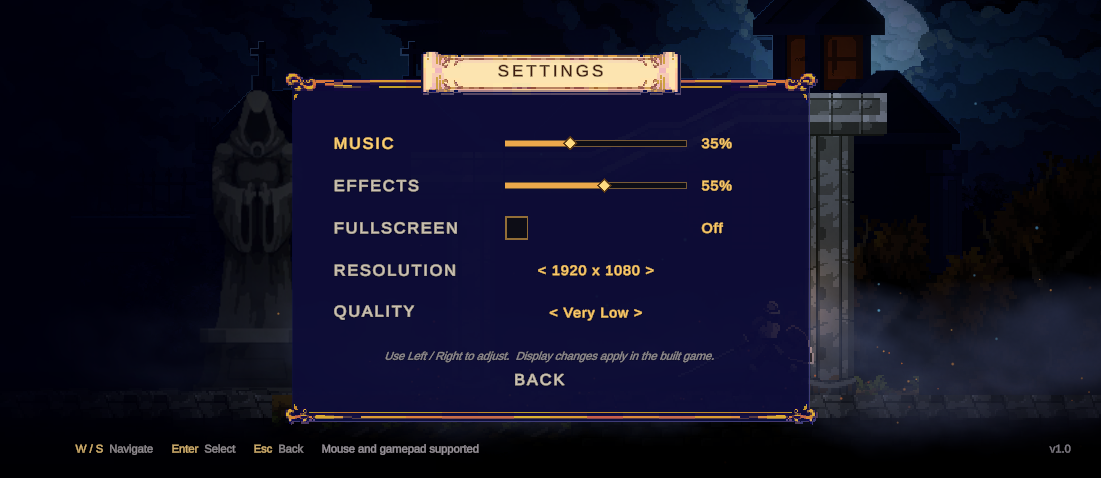 SETTINGS
MUSIC 35%
EFFECTS 55%
FULLSCREEN Off
RESOLUTION < 1920 x 1080 >
QUALITY < Very Low >
Use Left / Right to adjust. Display changes apply in the built game.
BACK
W / S Navigate Enter Select Esc Back Mouse and gamepad supported v1.0